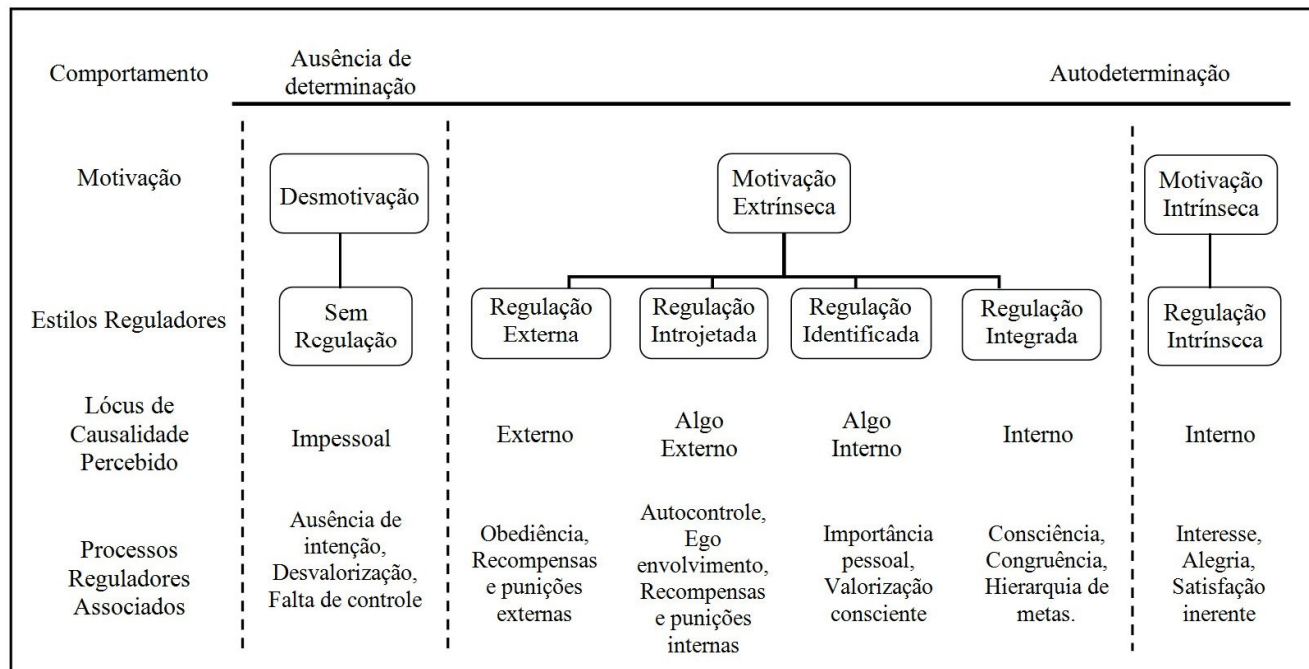 Comportamento
Ausência de
determinação
Autodeterminação
Motivação
Desmotivação
Motivação
Extrínseca
Motivação
Intrínseca
Estilos Reguladores
Sem
Regulação
Regulação
Externa
Regulação
Introjetada
Regulação
Identificada
Regulação
Integrada
Regulação
Intrínseca
Lócus de
Causalidade
Percebido
Impessoal
Externo
Algo
Externo
Algo
Interno
Interno
Interno
Processos
Reguladores
Associados
Ausência de
intenção,
Desvalorização,
Falta de controle
Obediência,
Recompensas
e punições
externas
Autocontrole,
Ego
envolvimento,
Recompensas
e punições
internas
Importância
pessoal,
Valorização
consciente
Consciência,
Congruência,
Hierarquia de
metas.
Interesse,
Alegria,
Satisfação
inerente